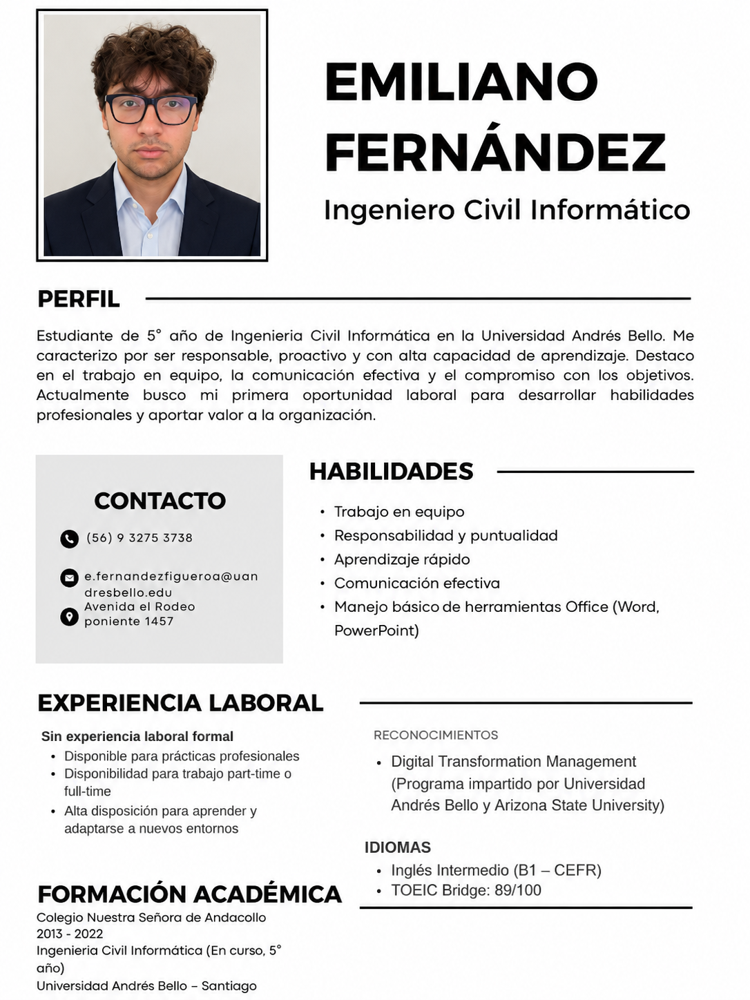 EMILIANO
FERNÁNDEZ
Ingeniero Civil Informático
PERFIL
Estudiante de 5° año de Ingenieria Civil Informática en la Universidad Andrés Bello. Me
caracterizo por ser responsable, proactivo y con alta capacidad de aprendizaje. Destaco
en el trabajo en equipo, la comunicación efectiva y el compromiso con los objetivos.
Actualmente busco mi primera oportunidad laboral para desarrollar habilidades
profesionales y aportar valor a la organización.
CONTACTO
(56) 9 3275 3738
e.fernandezfigueroa@uan
dresbello.edu
Avenida el Rodeo
poniente 1457
HABILIDADES
• Trabajo en equipo
• Responsabilidad y puntualidad
• Aprendizaje rápido
• Comunicación efectiva
• Manejo básico de herramientas Office (Word,
PowerPoint)
EXPERIENCIA LABORAL
Sin experiencia laboral formal
• Disponible para prácticas profesionales
• Disponibilidad para trabajo part-time o
full-time
• Alta disposición para aprender y
adaptarse a nuevos entornos
RECONOCIMIENTOS
• Digital Transformation Management
(Programa impartido por Universidad
Andrés Bello y Arizona State University)
IDIOMAS
• Inglés Intermedio (B1 – CEFR)
• TOEIC Bridge: 89/100
FORMACIÓN ACADÉMICA
Colegio Nuestra Señora de Andacollo
2013 - 2022
Ingenieria Civil Informática (En curso, 5°
año)
Universidad Andrés Bello – Santiago